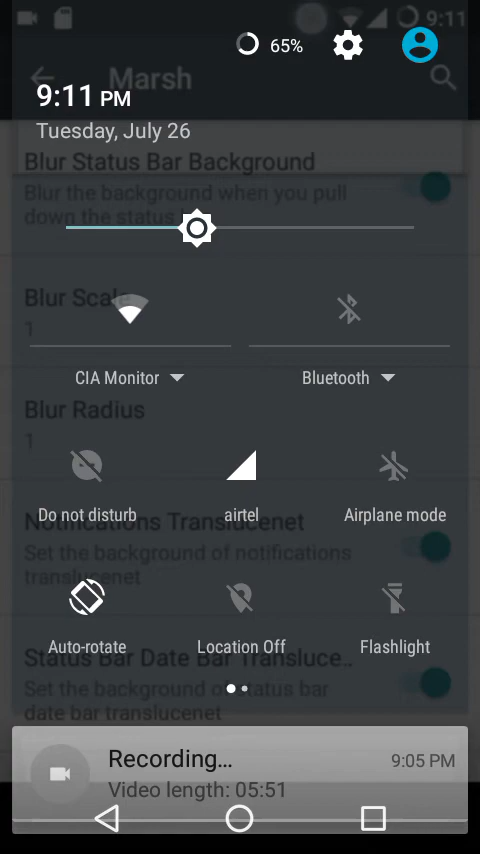 9:11
65%
Marsh
9:11 PM
Tuesday, July 26
Blur Status Bar Background
Blur the background when you pull
down the status
Blur Scale
1
CIA Monitor
Bluetooth
Blur Radius
1
Do not disturb
airtel
Airplane mode
Notifications Translucenet
Set the background of notifications
translucenet
Auto-rotate
Location Off
Flashlight
Status Bar Date Bar Transluce..
Set the background of status bar
date bar translucenet
Recording...
9:05 PM
Video length: 05:51